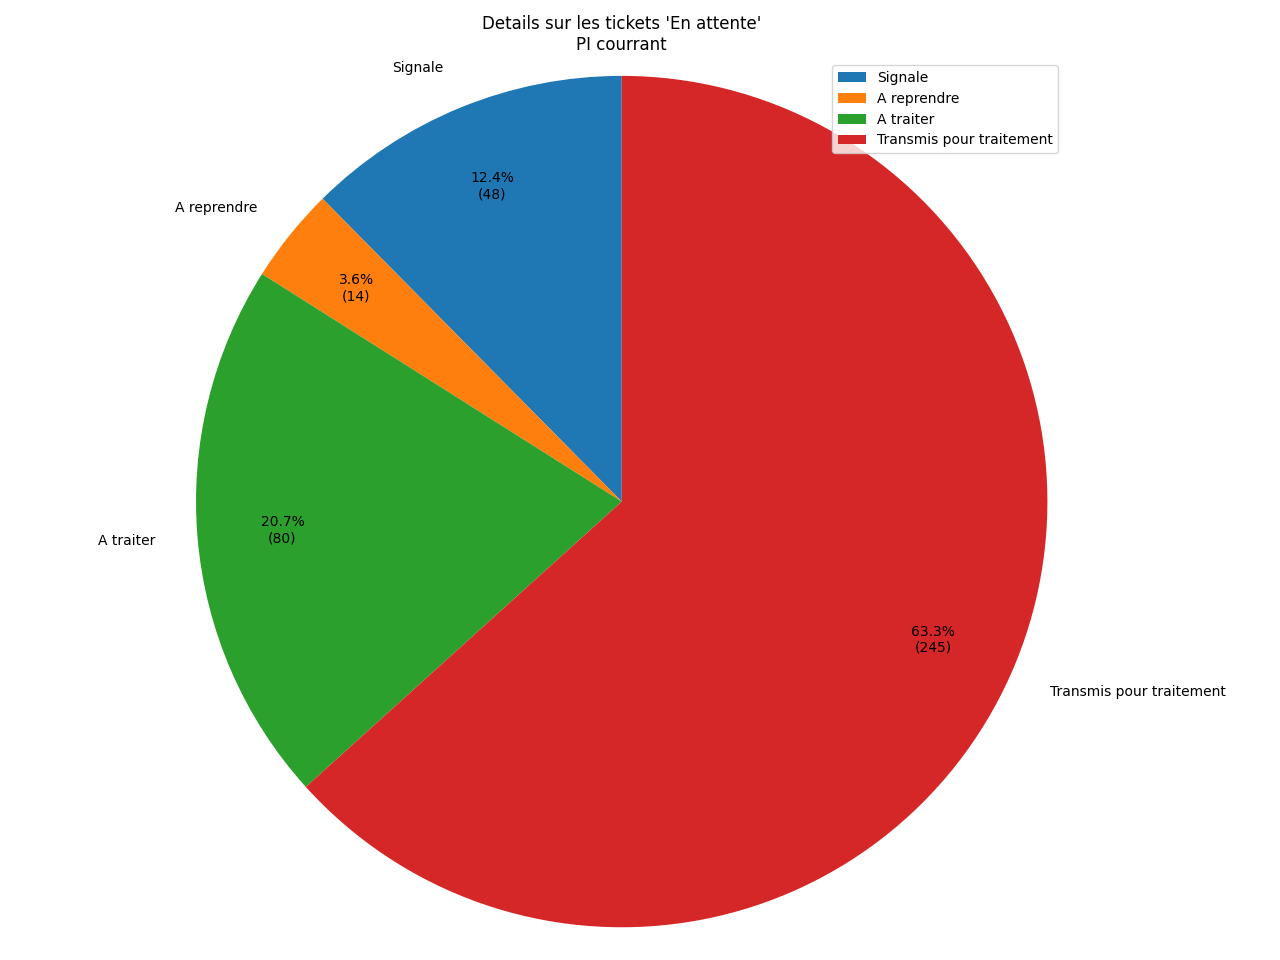 Details sur les tickets 'En attente'
PI courrant
Signale
Signale
A reprendre
A traiter
Transmis pour traitement
12.4%
(48)
A reprendre
3.6%
(14)
20.7%
(80)
A traiter
63.3%
(245)
Transmis pour traitement